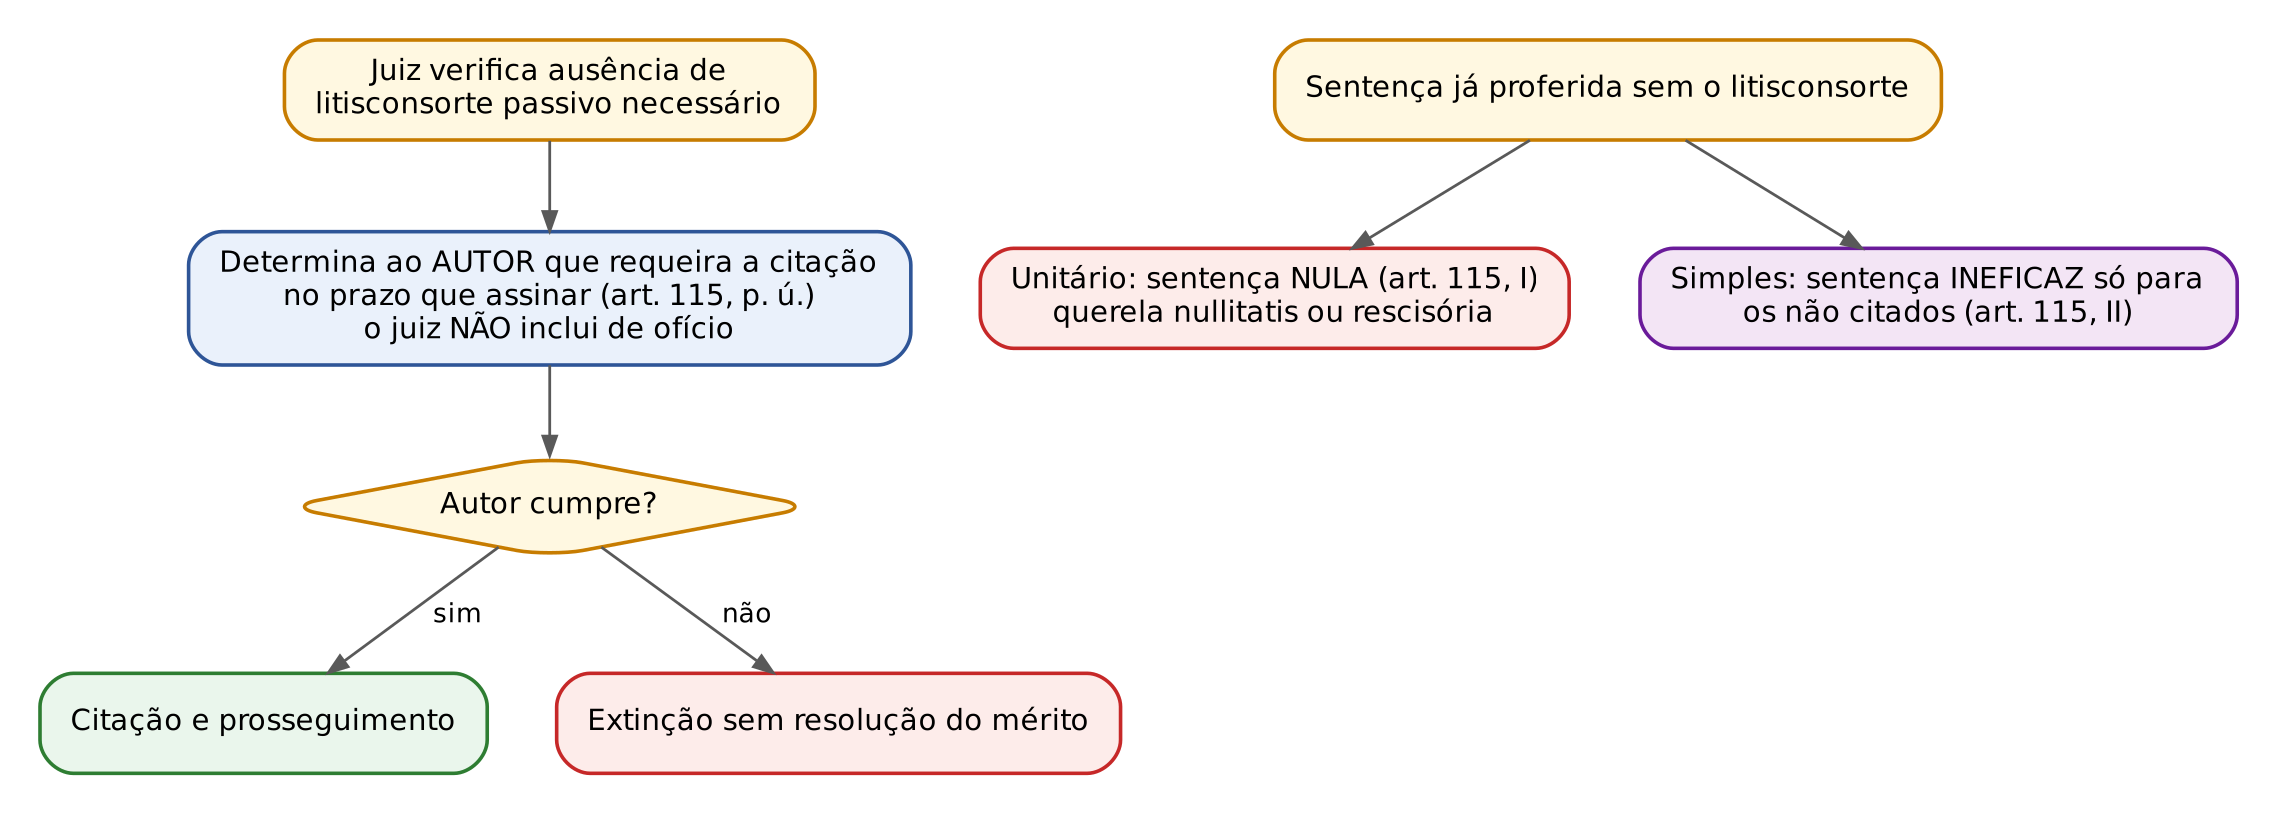 Juiz verifica ausência de
litisconsorte passivo necessário
Determina ao AUTOR que requeira a citação
no prazo que assinar (art. 115, p. ú.)
o juiz NÃO inclui de ofício
Autor cumpre?
sim
não
Citação e prosseguimento
Extinção sem resolução do mérito
Sentença já proferida sem o litisconsorte
Unitário: sentença NULA (art. 115, I)
querela nullitatis ou rescisória
Simples: sentença INEFICAZ só para
os não citados (art. 115, II)